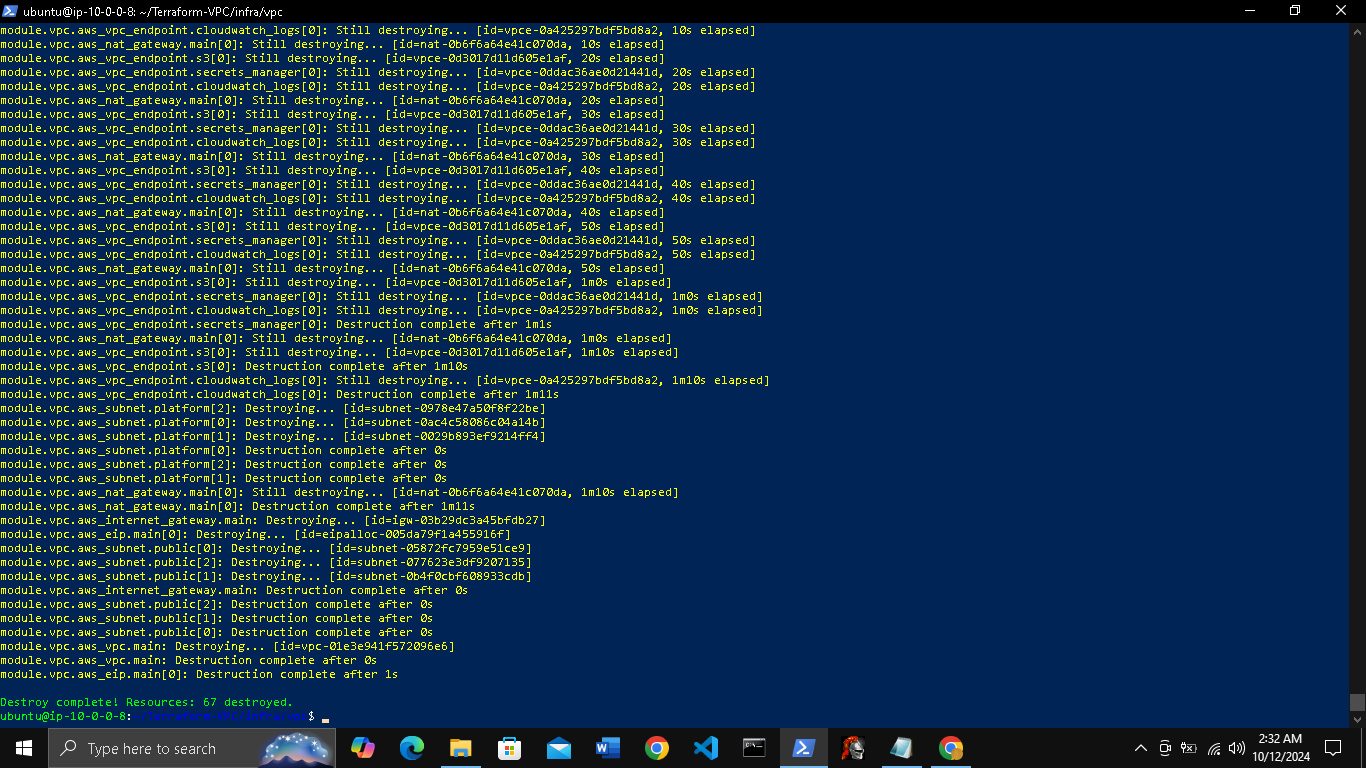 ubuntu@ip-10-0-0-8: ~/Terraform-VPC/infra/vpc
module.vpc.aws_vpc_endpoint.cloudwatch_logs[0]: Still destroying... [id=vpce-0a425297bdf5bd8a2, 10s elapsed]
module.vpc.aws_nat_gateway.main[0]: Still destroying... [id=nat-0b6f6a64e41c070da, 10s elapsed]
module.vpc.aws_vpc_endpoint.s3[0]: Still destroying... [id=vpce-0d3017d11d605e1af, 20s elapsed]
module.vpc.aws_vpc_endpoint.secrets_manager[0]: Still destroying... [id=vpce-0ddac36ae0d21441d, 20s elapsed]
module.vpc.aws_vpc_endpoint.cloudwatch_logs[0]: Still destroying... [id=vpce-0a425297bdf5bd8a2, 20s elapsed]
module.vpc.aws_nat_gateway.main[0]: Still destroying... [id=nat-0b6f6a64e41c070da, 20s elapsed]
module.vpc.aws_vpc_endpoint.s3[0]: Still destroying... [id=vpce-0d3017d11d605e1af, 30s elapsed]
module.vpc.aws_vpc_endpoint.secrets_manager[0]: Still destroying... [id=vpce-0ddac36ae0d21441d, 30s elapsed]
module.vpc.aws_vpc_endpoint.cloudwatch_logs[0]: Still destroying... [id=vpce-0a425297bdf5bd8a2, 30s elapsed]
module.vpc.aws_nat_gateway.main[0]: Still destroying... [id=nat-0b6f6a64e41c070da, 30s elapsed]
module.vpc.aws_vpc_endpoint.s3[0]: Still destroying... [id=vpce-0d3017d11d605e1af, 40s elapsed]
module.vpc.aws_vpc_endpoint.secrets_manager[0]: Still destroying... [id=vpce-0ddac36ae0d21441d, 40s elapsed]
module.vpc.aws_vpc_endpoint.cloudwatch_logs[0]: Still destroying... [id=vpce-0a425297bdf5bd8a2, 40s elapsed]
module.vpc.aws_nat_gateway.main[0]: Still destroying... [id=nat-0b6f6a64e41c070da, 40s elapsed]
module.vpc.aws_vpc_endpoint.s3[0]: Still destroying... [id=vpce-0d3017d11d605e1af, 50s elapsed]
module.vpc.aws_vpc_endpoint.secrets_manager[0]: Still destroying... [id=vpce-0ddac36ae0d21441d, 50s elapsed]
module.vpc.aws_vpc_endpoint.cloudwatch_logs[0]: Still destroying... [id=vpce-0a425297bdf5bd8a2, 50s elapsed]
module.vpc.aws_nat_gateway.main[0]: Still destroying... [id=nat-0b6f6a64e41c070da, 50s elapsed]
module.vpc.aws_vpc_endpoint.s3[0]: Still destroying... [id=vpce-0d3017d11d605e1af, 1m0s elapsed]
module.vpc.aws_vpc_endpoint.secrets_manager[0]: Still destroying... [id=vpce-0ddac36ae0d21441d, 1m0s elapsed]
module.vpc.aws_vpc_endpoint.cloudwatch_logs[0]: Still destroying... [id=vpce-0a425297bdf5bd8a2, 1m0s elapsed]
module.vpc.aws_vpc_endpoint.secrets_manager[0]: Destruction complete after 1m1s
module.vpc.aws_nat_gateway.main[0]: Still destroying... [id=nat-0b6f6a64e41c070da, 1m0s elapsed]
module.vpc.aws_vpc_endpoint.s3[0]: Still destroying... [id=vpce-0d3017d11d605e1af, 1m10s elapsed]
module.vpc.aws_vpc_endpoint.s3[0]: Destruction complete after 1m10s
module.vpc.aws_vpc_endpoint.cloudwatch_logs[0]: Still destroying... [id=vpce-0a425297bdf5bd8a2, 1m10s elapsed]
module.vpc.aws_vpc_endpoint.cloudwatch_logs[0]: Destruction complete after 1m11s
module.vpc.aws_subnet.platform[2]: Destroying... [id=subnet-0978e47a50f8f22be]
module.vpc.aws_subnet.platform[0]: Destroying... [id=subnet-0ac4c58086c04a14b]
module.vpc.aws_subnet.platform[1]: Destroying... [id=subnet-0029b893ef9214ff4]
module.vpc.aws_subnet.platform[0]: Destruction complete after 0s
module.vpc.aws_subnet.platform[2]: Destruction complete after 0s
module.vpc.aws_subnet.platform[1]: Destruction complete after 0s
module.vpc.aws_nat_gateway.main[0]: Still destroying... [id=nat-0b6f6a64e41c070da, 1m10s elapsed]
module.vpc.aws_nat_gateway.main[0]: Destruction complete after 1m11s
module.vpc.aws_internet_gateway.main: Destroying... [id=igw-03b29dc3a45bfdb27]
module.vpc.aws_eip.main[0]: Destroying... [id=eipalloc-005da79f1a455916f]
module.vpc.aws_subnet.public[0]: Destroying... [id=subnet-05872fc7959e51ce9]
module.vpc.aws_subnet.public[2]: Destroying... [id=subnet-077623e3df9207135]
module.vpc.aws_subnet.public[1]: Destroying... [id=subnet-0b4f0cbf608933cdb]
module.vpc.aws_internet_gateway.main: Destruction complete after 0s
module.vpc.aws_subnet.public[2]: Destruction complete after 0s
module.vpc.aws_subnet.public[1]: Destruction complete after 0s
module.vpc.aws_subnet.public[0]: Destruction complete after 0s
module.vpc.aws_vpc.main: Destroying... [id=vpc-01e3e941f572096e6]
module.vpc.aws_vpc.main: Destruction complete after 0s
module.vpc.aws_eip.main[0]: Destruction complete after 1s
Destroy complete! Resources: 67 destroyed.
ubuntu@ip-10-0-0-8:~/Terraform-VPC/infra/vpc$
Type here to search
2:32 AM
10/12/2024